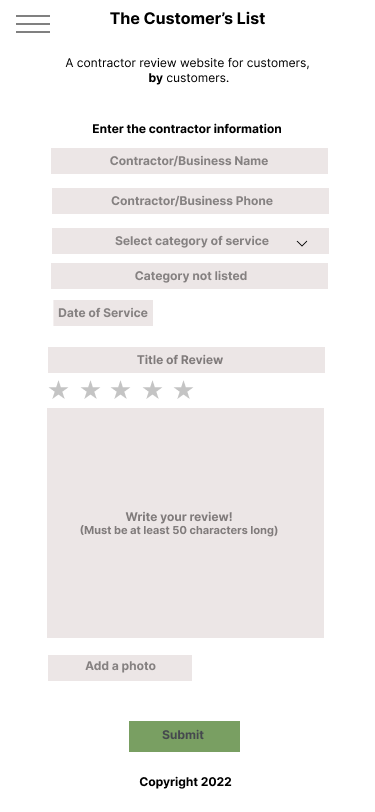 The Customer’s List
A contractor review website for customers,
by customers.
Enter the contractor information
Contractor/Business Name
Contractor/Business Phone
Select category of service
Category not listed
Date of Service
Title of Review
Write your review!
(Must be at least 50 characters long)
Add a photo
Submit
Copyright 2022